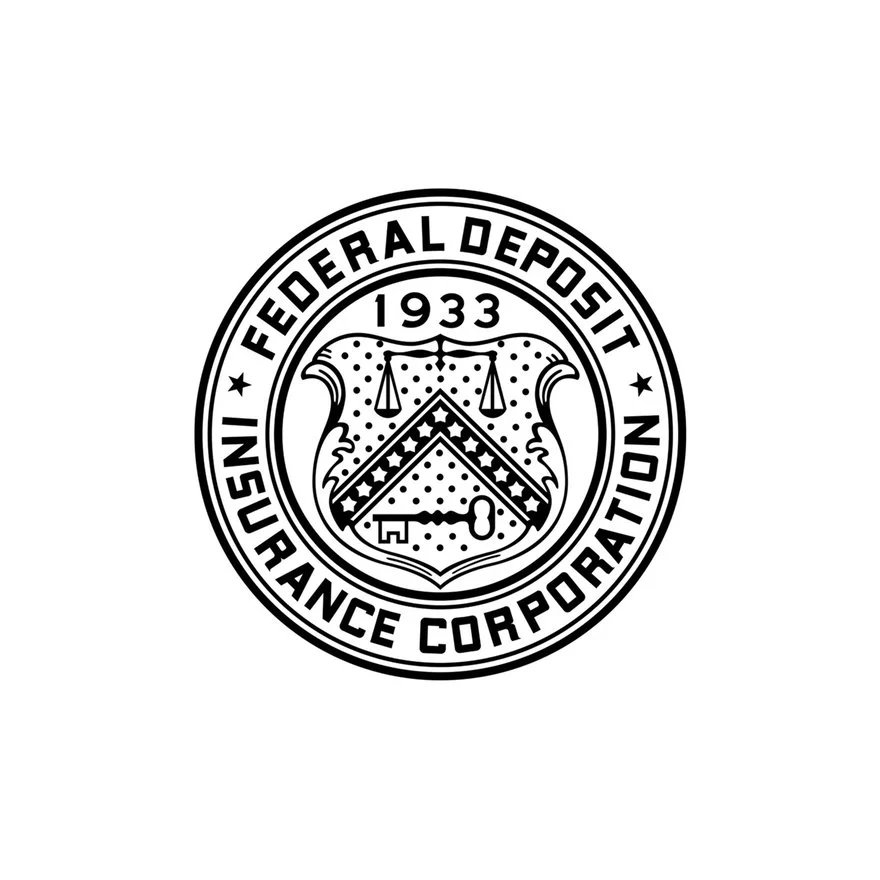 FEDERAL DEPOSIT
INSURANCE CORPORATION
1933